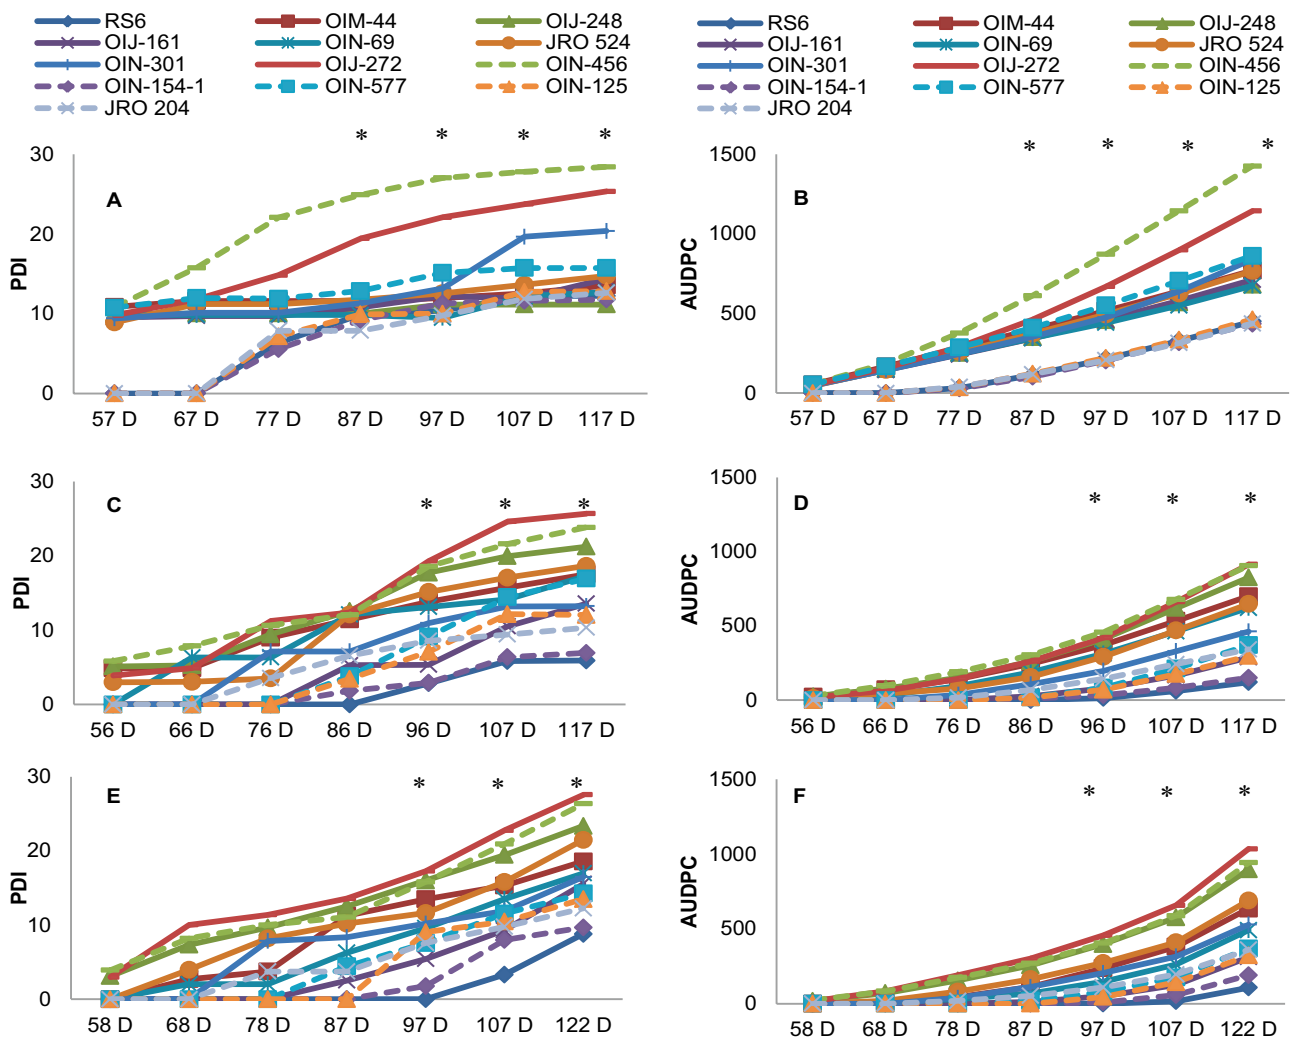 RS6 OIM-44 OIJ-248
OIJ-161 OIN-69 JRO 524
OIN-301 OIJ-272 OIN-456
OIN-154-1 OIN-577 OIN-125
JRO 204
RS6 OIM-44 OIJ-248
OIJ-161 OIN-69 JRO 524
OIN-301 OIJ-272 OIN-456
OIN-154-1 OIN-577 OIN-125
JRO 204
* * * *
30
20
10
0
PDI
A
57 D 67 D 77 D 87 D 97 D 107 D 117 D
* * * *
1500
1000
500
0
AUDPC
B
57 D 67 D 77 D 87 D 97 D 107 D 117 D
* * *
30
20
10
0
PDI
C
56 D 66 D 76 D 86 D 96 D 107 D 117 D
* * *
1500
1000
500
0
AUDPC
D
56 D 66 D 76 D 86 D 96 D 107 D 117 D
* * *
30
20
10
0
PDI
E
58 D 68 D 78 D 87 D 97 D 107 D 122 D
* * *
1500
1000
500
0
AUDPC
F
58 D 68 D 78 D 87 D 97 D 107 D 122 D